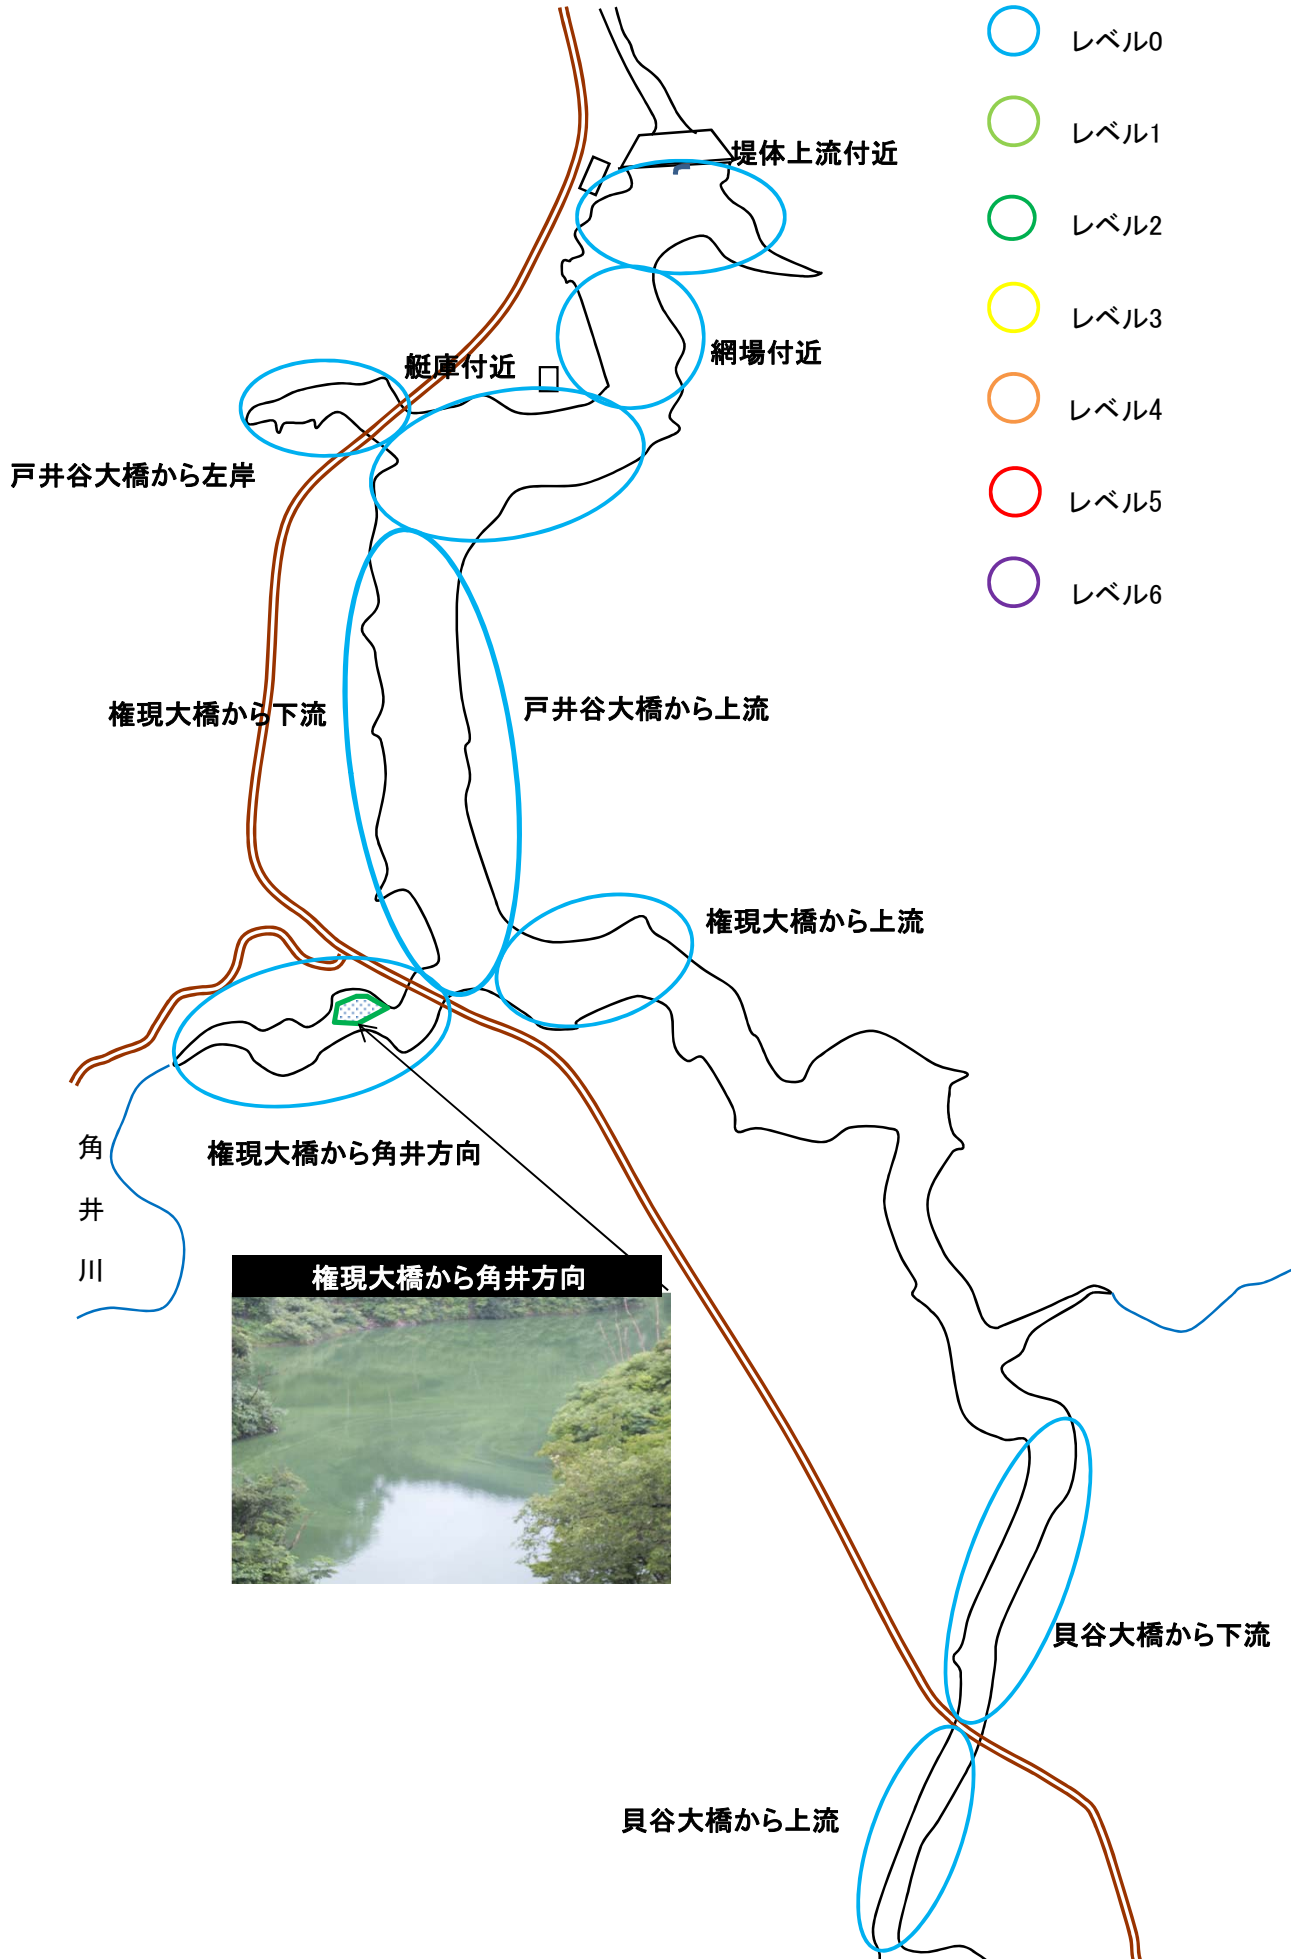 レベル0
レベル1
堤体上流付近
レベル2
レベル3
網場付近
艇庫付近
レベル4
戸井谷大橋から左岸
レベル5
レベル6
権現大橋から下流
戸井谷大橋から上流
権現大橋から上流
角井川
権現大橋から角井方向
権現大橋から角井方向
貝谷大橋から下流
貝谷大橋から上流